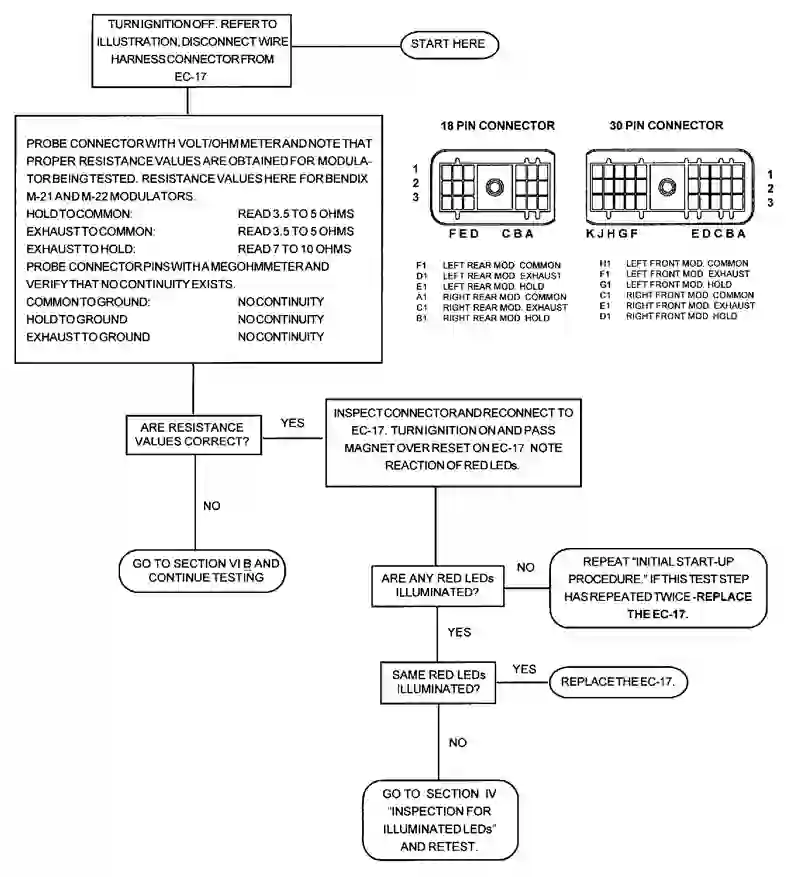 TURN IGNITION OFF. REFER TO
ILLUSTRATION, DISCONNECT WIRE
HARNESS CONNECTOR FROM
EC-17
START HERE
PROBE CONNECTOR WITH VOLT/OHM METER AND NOTE THAT
PROPER RESISTANCE VALUES ARE OBTAINED FOR MODULA-
TOR BEING TESTED. RESISTANCE VALUES HERE FOR BENDIX
M-21 AND M-22 MODULATORS.
HOLD TO COMMON: READ 3.5 TO 5 OHMS
EXHAUST TO COMMON: READ 3.5 TO 5 OHMS
EXHAUST TO HOLD: READ 7 TO 10 OHMS
PROBE CONNECTOR PINS WITH A MEGOHMMETER AND
VERIFY THAT NO CONTINUITY EXISTS.
COMMON TO GROUND: NO CONTINUITY
HOLD TO GROUND NO CONTINUITY
EXHAUST TO GROUND NO CONTINUITY
18 PIN CONNECTOR
1
2
3
F E D C B A
F1 LEFT REAR MOD. COMMON
D1 LEFT REAR MOD. EXHAUST
E1 LEFT REAR MOD. HOLD
A1 RIGHT REAR MOD. COMMON
C1 RIGHT REAR MOD. EXHAUST
B1 RIGHT REAR MOD. HOLD
30 PIN CONNECTOR
1
2
3
K J H G F E D C B A
H1 LEFT FRONT MOD. COMMON
F1 LEFT FRONT MOD. EXHAUST
G1 LEFT FRONT MOD. HOLD
C1 RIGHT FRONT MOD. COMMON
E1 RIGHT FRONT MOD. EXHAUST
D1 RIGHT FRONT MOD. HOLD
ARE RESISTANCE
VALUES CORRECT?
YES
INSPECT CONNECTOR AND RECONNECT TO
EC-17. TURN IGNITION ON AND PASS
MAGNET OVER RESET ON EC-17 NOTE
REACTION OF RED LEDs.
NO
GO TO SECTION VI B AND
CONTINUE TESTING
ARE ANY RED LEDs
ILLUMINATED?
NO
REPEAT "INITIAL START-UP
PROCEDURE." IF THIS TEST STEP
HAS REPEATED TWICE -REPLACE
THE EC-17.
YES
SAME RED LEDs
ILLUMINATED?
YES
REPLACE THE EC-17.
NO
GO TO SECTION IV
"INSPECTION FOR
ILLUMINATED LEDs"
AND RETEST.